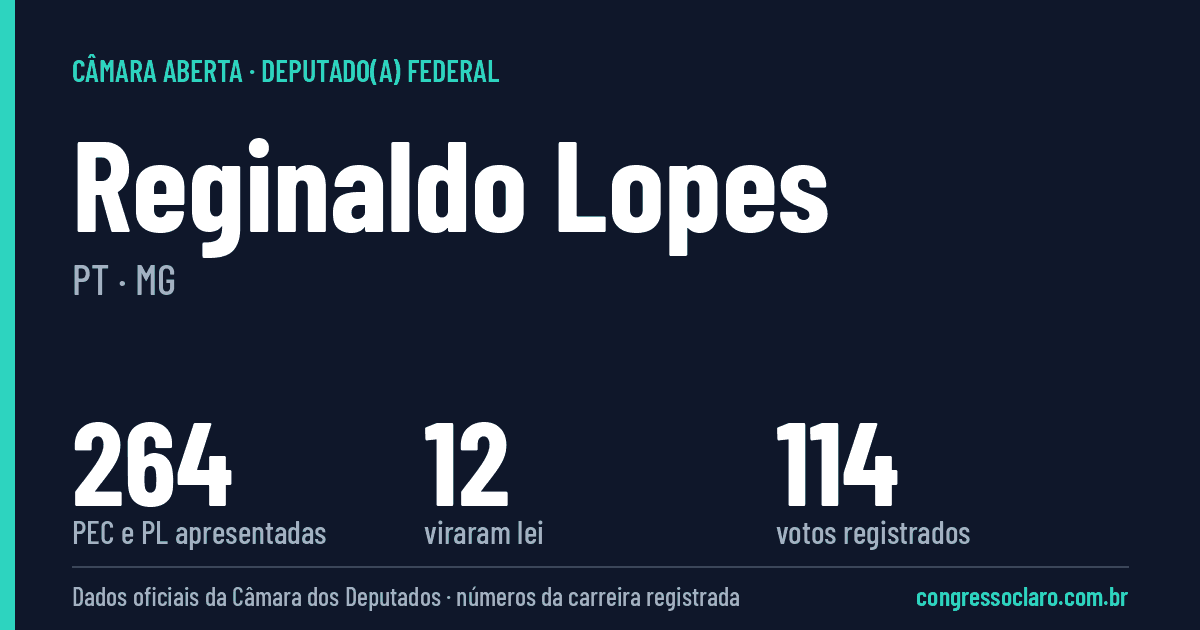 CÂMARA ABERTA · DEPUTADO(A) FEDERAL
Reginaldo Lopes
PT · MG
264 12 114
PEC e PL apresentadas viraram lei votos registrados
Dados oficiais da Câmara dos Deputados · números da carreira registrada congressoclaro.com.br